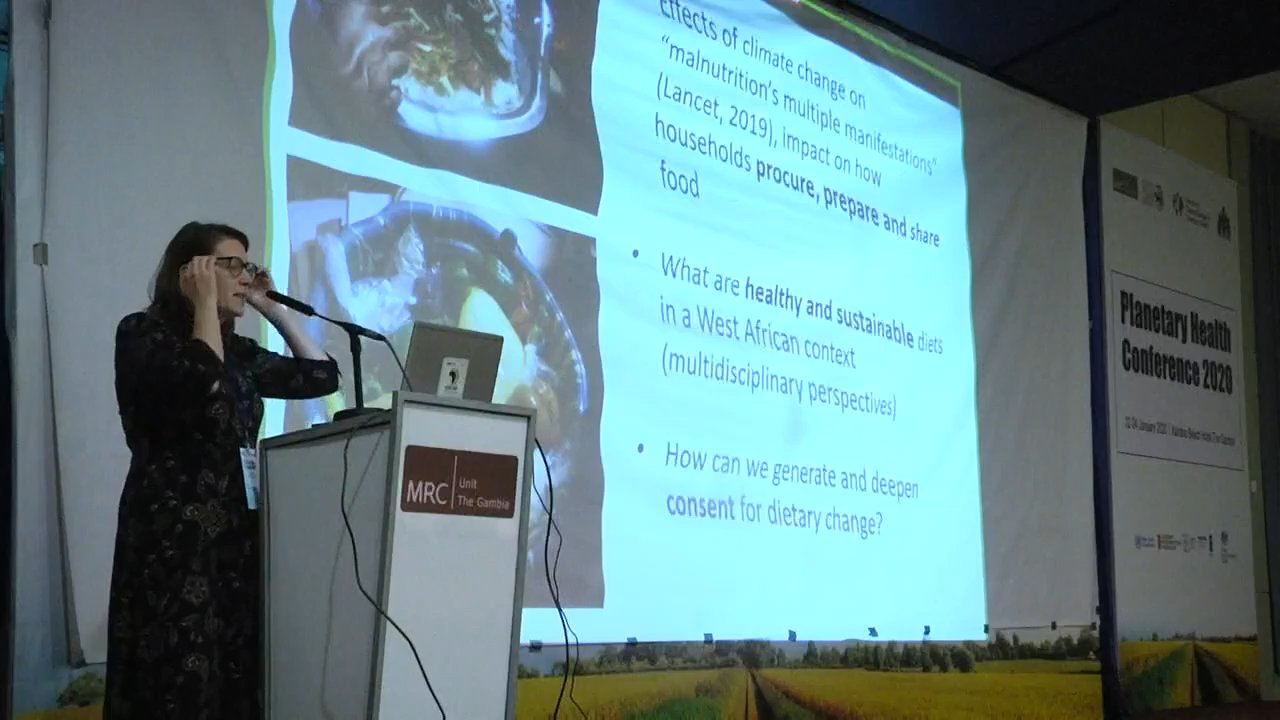 Effects of climate change on
"malnutrition's multiple manifestations"
(Lancet, 2019), impact on how
households procure, prepare and share
food
• What are healthy and sustainable diets
in a West African context
(multidisciplinary perspectives)
• How can we generate and deepen
consent for dietary change?
MRC Unit
The Gambia
Planetary Health
Conference 2020